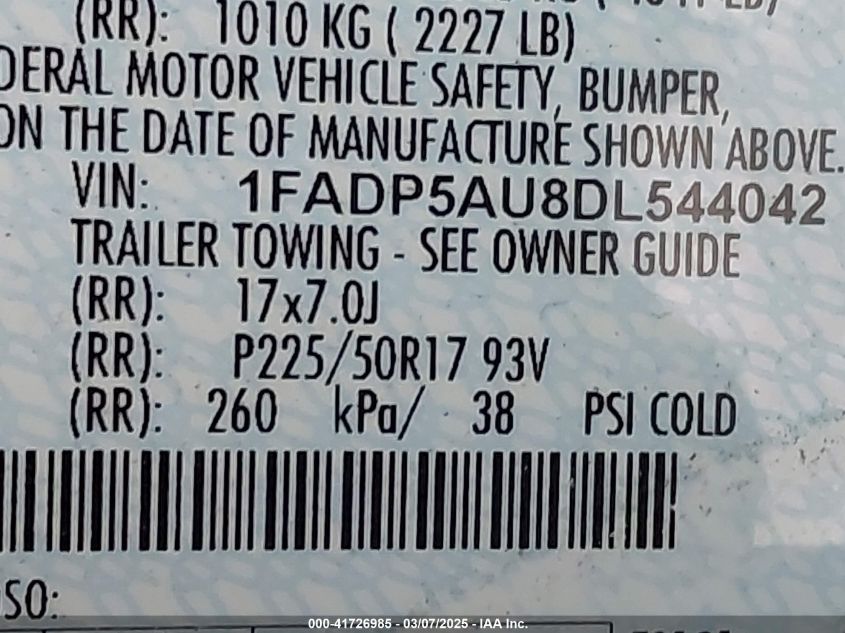 (RR): 1010 KG ( 2227 LB)
DERAL MOTOR VEHICLE SAFETY, BUMPER,
ON THE DATE OF MANUFACTURE SHOWN ABOVE.
VIN: 1FADP5AU8DL544042
TRAILER TOWING - SEE OWNER GUIDE
(RR): 17x7.0J
(RR): P225/50R17 93V
(RR): 260 kPa/ 38 PSI COLD
SO:
000-41726985 - 03/07/2025 - IAA Inc.